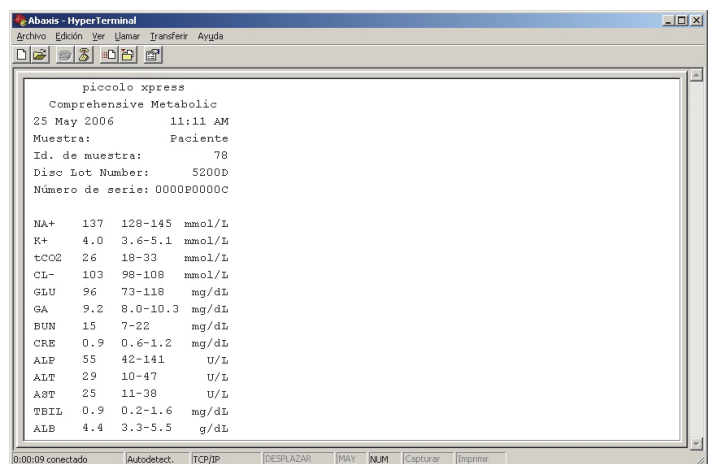 Abaxis - HyperTerminal
Archivo Edición Ver Llamar Transferir Ayuda
piccolo xpress
Comprehensive Metabolic
25 May 2006 11:11 AM
Muestra: Paciente
Id. de muestra: 78
Disc Lot Number: 5200D
Número de serie: 0000P0000C
NA+ 137 128-145 mmol/L
K+ 4.0 3.6-5.1 mmol/L
tCO2 26 18-33 mmol/L
CL- 103 98-108 mmol/L
GLU 96 73-118 mg/dL
GA 9.2 8.0-10.3 mg/dL
BUN 15 7-22 mg/dL
CRE 0.9 0.6-1.2 mg/dL
ALP 55 42-141 U/L
ALT 29 10-47 U/L
AST 25 11-38 U/L
TBIL 0.9 0.2-1.6 mg/dL
ALB 4.4 3.3-5.5 g/dL
0:00:09 conectado Autodetect. TCP/IP DESPLAZAR MAY NUM Capturar Imprimir